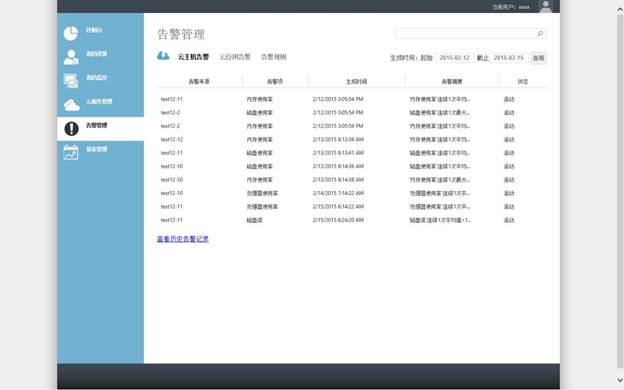 当前用户：aaaa
控制台
我的资源
我的监控
云服务管理
告警管理
报表管理
告警管理
云主机告警 云应用告警 告警规则
生成时间：起始 2015-02-12 截止 2015-02-15 查看
告警来源 告警项 生成时间 告警摘要 状态
test12-11 内存使用率 2/12/2015 3:05:54 PM '内存使用率'连续1次平均... 活动
test12-2 磁盘使用率 2/12/2015 3:05:54 PM '磁盘使用率'连续1次最大... 活动
test12-2 内存使用率 2/12/2015 3:05:54 PM '内存使用率'连续1次平均... 活动
test12-12 内存使用率 2/13/2015 8:12:36 AM '内存使用率'连续1次平均... 活动
test12-11 磁盘使用率 2/13/2015 8:13:41 AM '磁盘使用率'连续1次平均... 活动
test12-10 内存使用率 2/13/2015 8:14:36 AM '内存使用率'连续1次平均... 活动
test12-10 内存使用率 2/13/2015 8:14:38 AM '内存使用率'连续1次最大... 活动
test12-10 处理器使用率 2/14/2015 7:14:22 AM '处理器使用率'连续1次平... 活动
test12-11 处理器使用率 2/15/2015 6:14:22 AM '处理器使用率'连续1次平... 活动
test12-11 磁盘读 2/15/2015 6:24:20 AM '磁盘读'连续1次平均值>1... 活动
查看历史告警记录